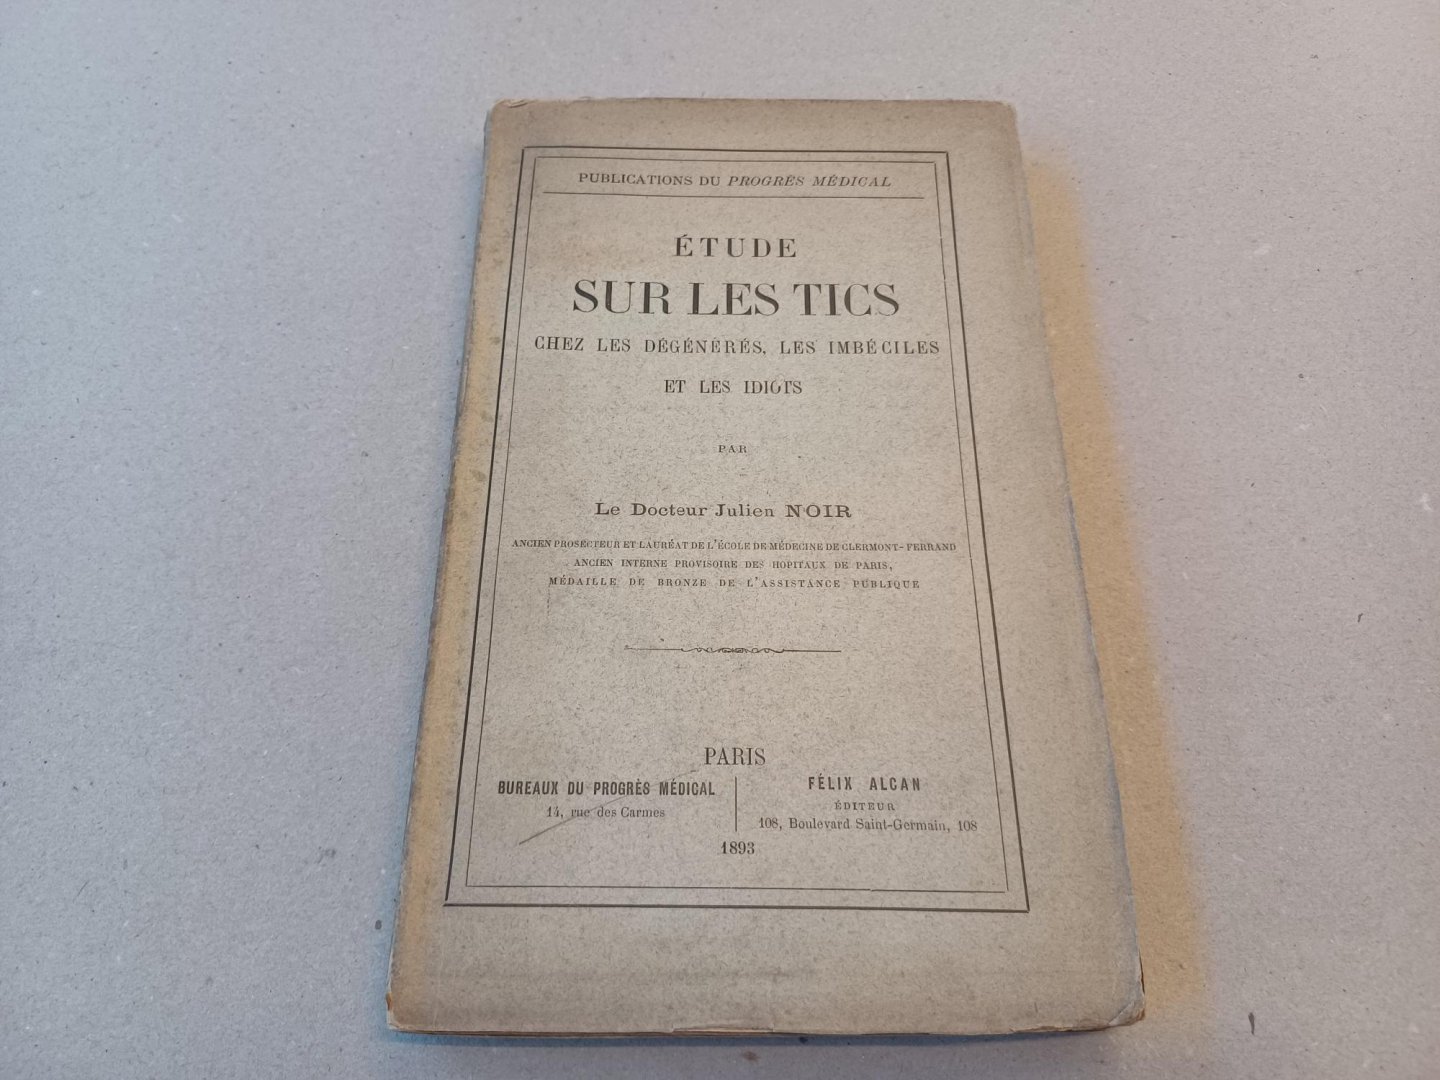 PUBLICATIONS DU PROGRÈS MÉDICAL
ÉTUDE
SUR LES TICS
CHEZ LES DÉGÉNÉRÉS, LES IMBÉCILES
ET LES IDIOTS
PAR
Le Docteur Julien NOIR
ANCIEN PROSECTEUR ET LAURÉAT DE L'ÉCOLE DE MÉDECINE DE CLERMONT-FERRAND
ANCIEN INTERNE PROVISOIRE DES HOPITAUX DE PARIS,
MÉDAILLE DE BRONZE DE L'ASSISTANCE PUBLIQUE
PARIS
BUREAUX DU PROGRÈS MÉDICAL
14, rue des Carmes
FÉLIX ALCAN
ÉDITEUR
108, Boulevard Saint-Germain, 108
1893